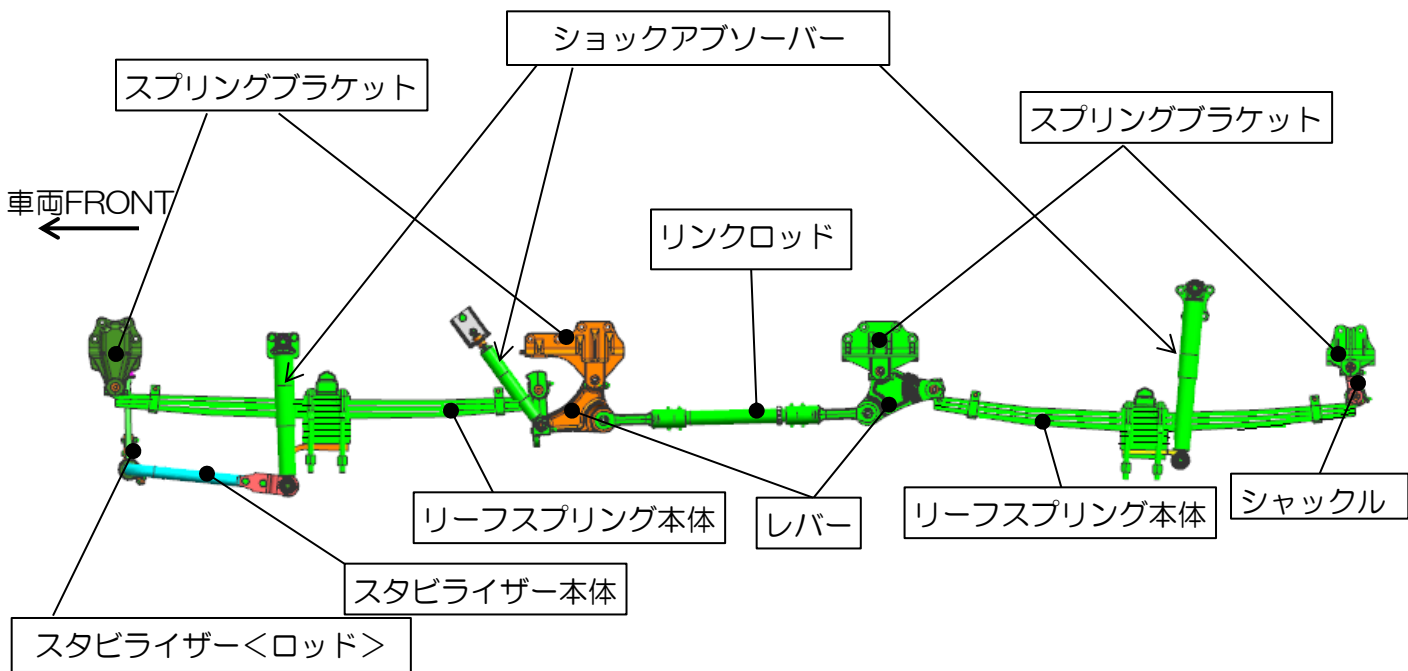 ショックアブソーバー
スプリングブラケット
スプリングブラケット
車両FRONT
リンクロッド
リーフスプリング本体
レバー
リーフスプリング本体
シャックル
スタビライザー本体
スタビライザー＜ロッド＞